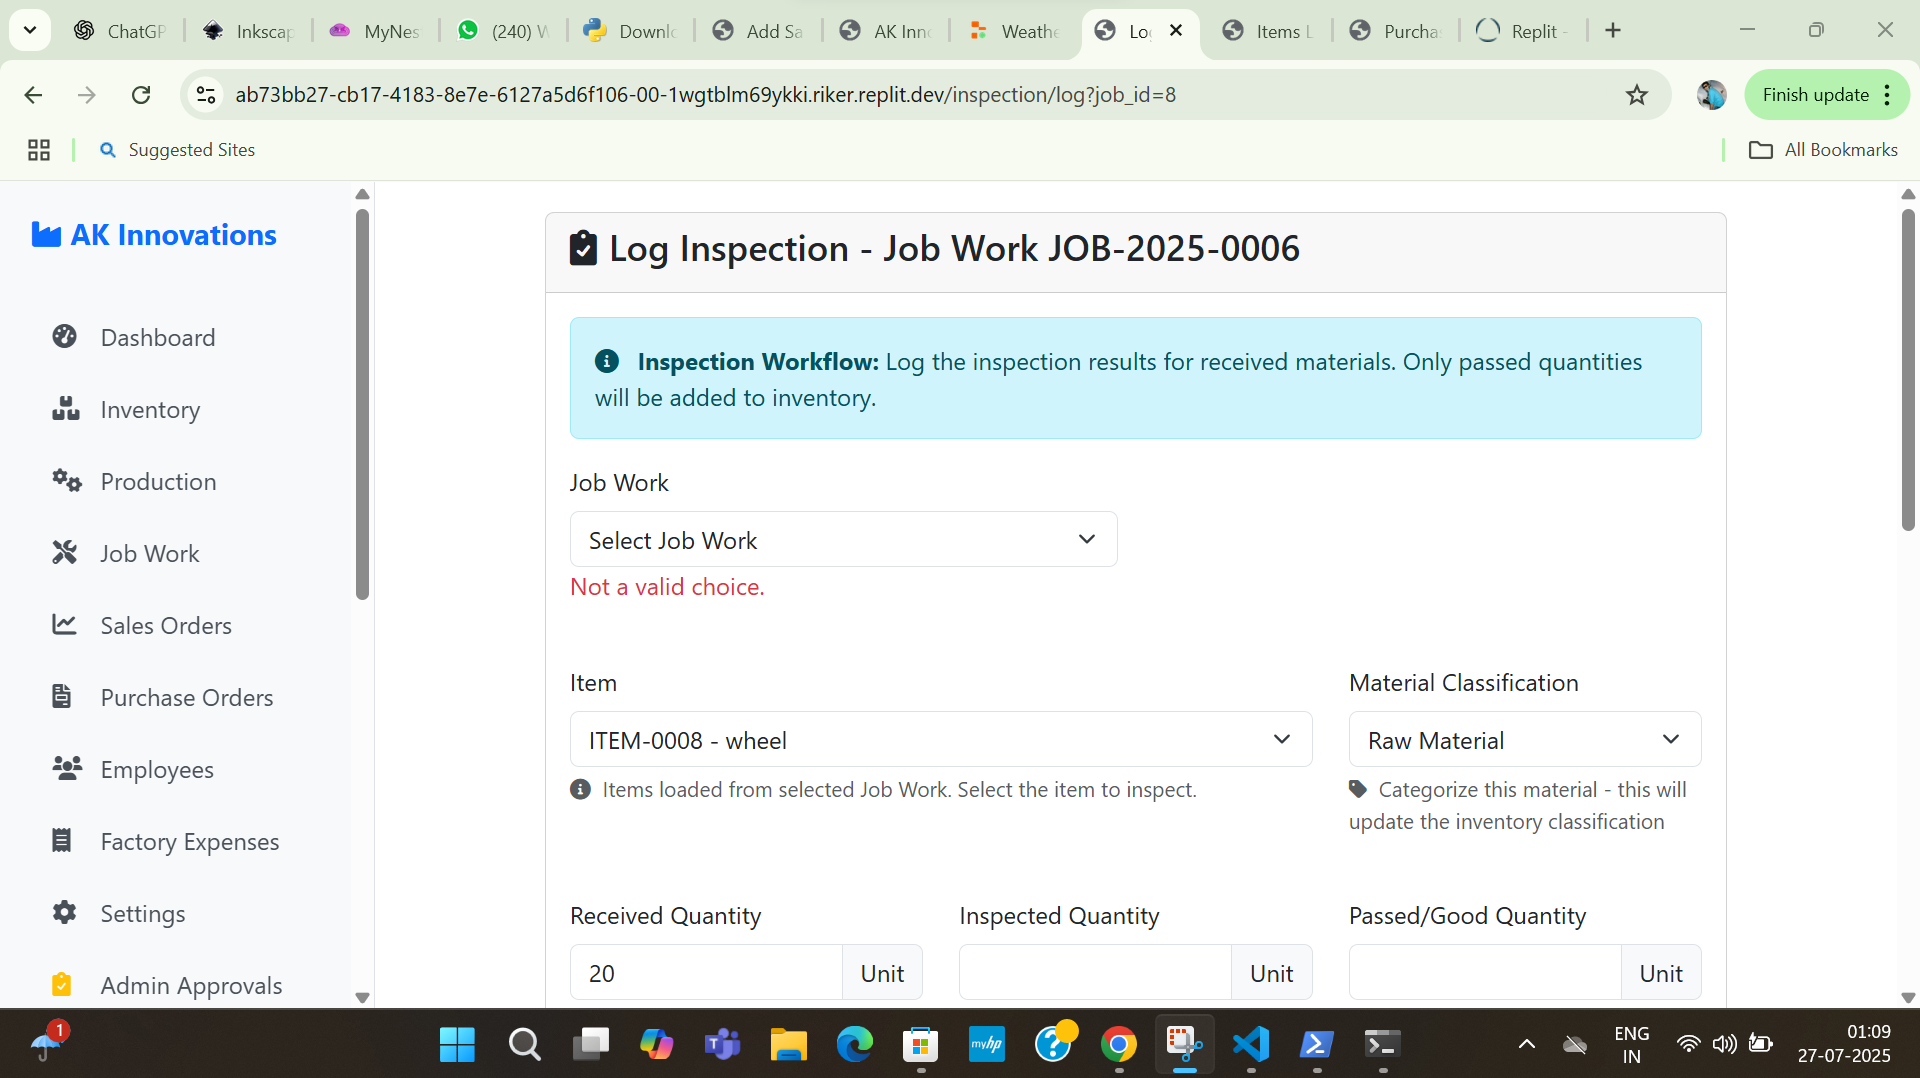 ChatGP
Inkscap
MyNes
(240) W
Downlo
Add Sa
AK Inn
Weathe
Lo
Items L
Purcha
Replit -
ab73bb27-cb17-4183-8e7e-6127a5d6f106-00-1wgtblm69ykki.riker.replit.dev/inspection/log?job_id=8
Finish update
Suggested Sites
All Bookmarks
AK Innovations
Dashboard
Inventory
Production
Job Work
Sales Orders
Purchase Orders
Employees
Factory Expenses
Settings
Admin Approvals
Log Inspection - Job Work JOB-2025-0006
Inspection Workflow: Log the inspection results for received materials. Only passed quantities
will be added to inventory.
Job Work
Select Job Work
Not a valid choice.
Item
Material Classification
ITEM-0008 - wheel
Raw Material
Items loaded from selected Job Work. Select the item to inspect.
Categorize this material - this will
update the inventory classification
Received Quantity
Inspected Quantity
Passed/Good Quantity
20
Unit
Unit
Unit
1
myhp
ENG
IN
01:09
27-07-2025